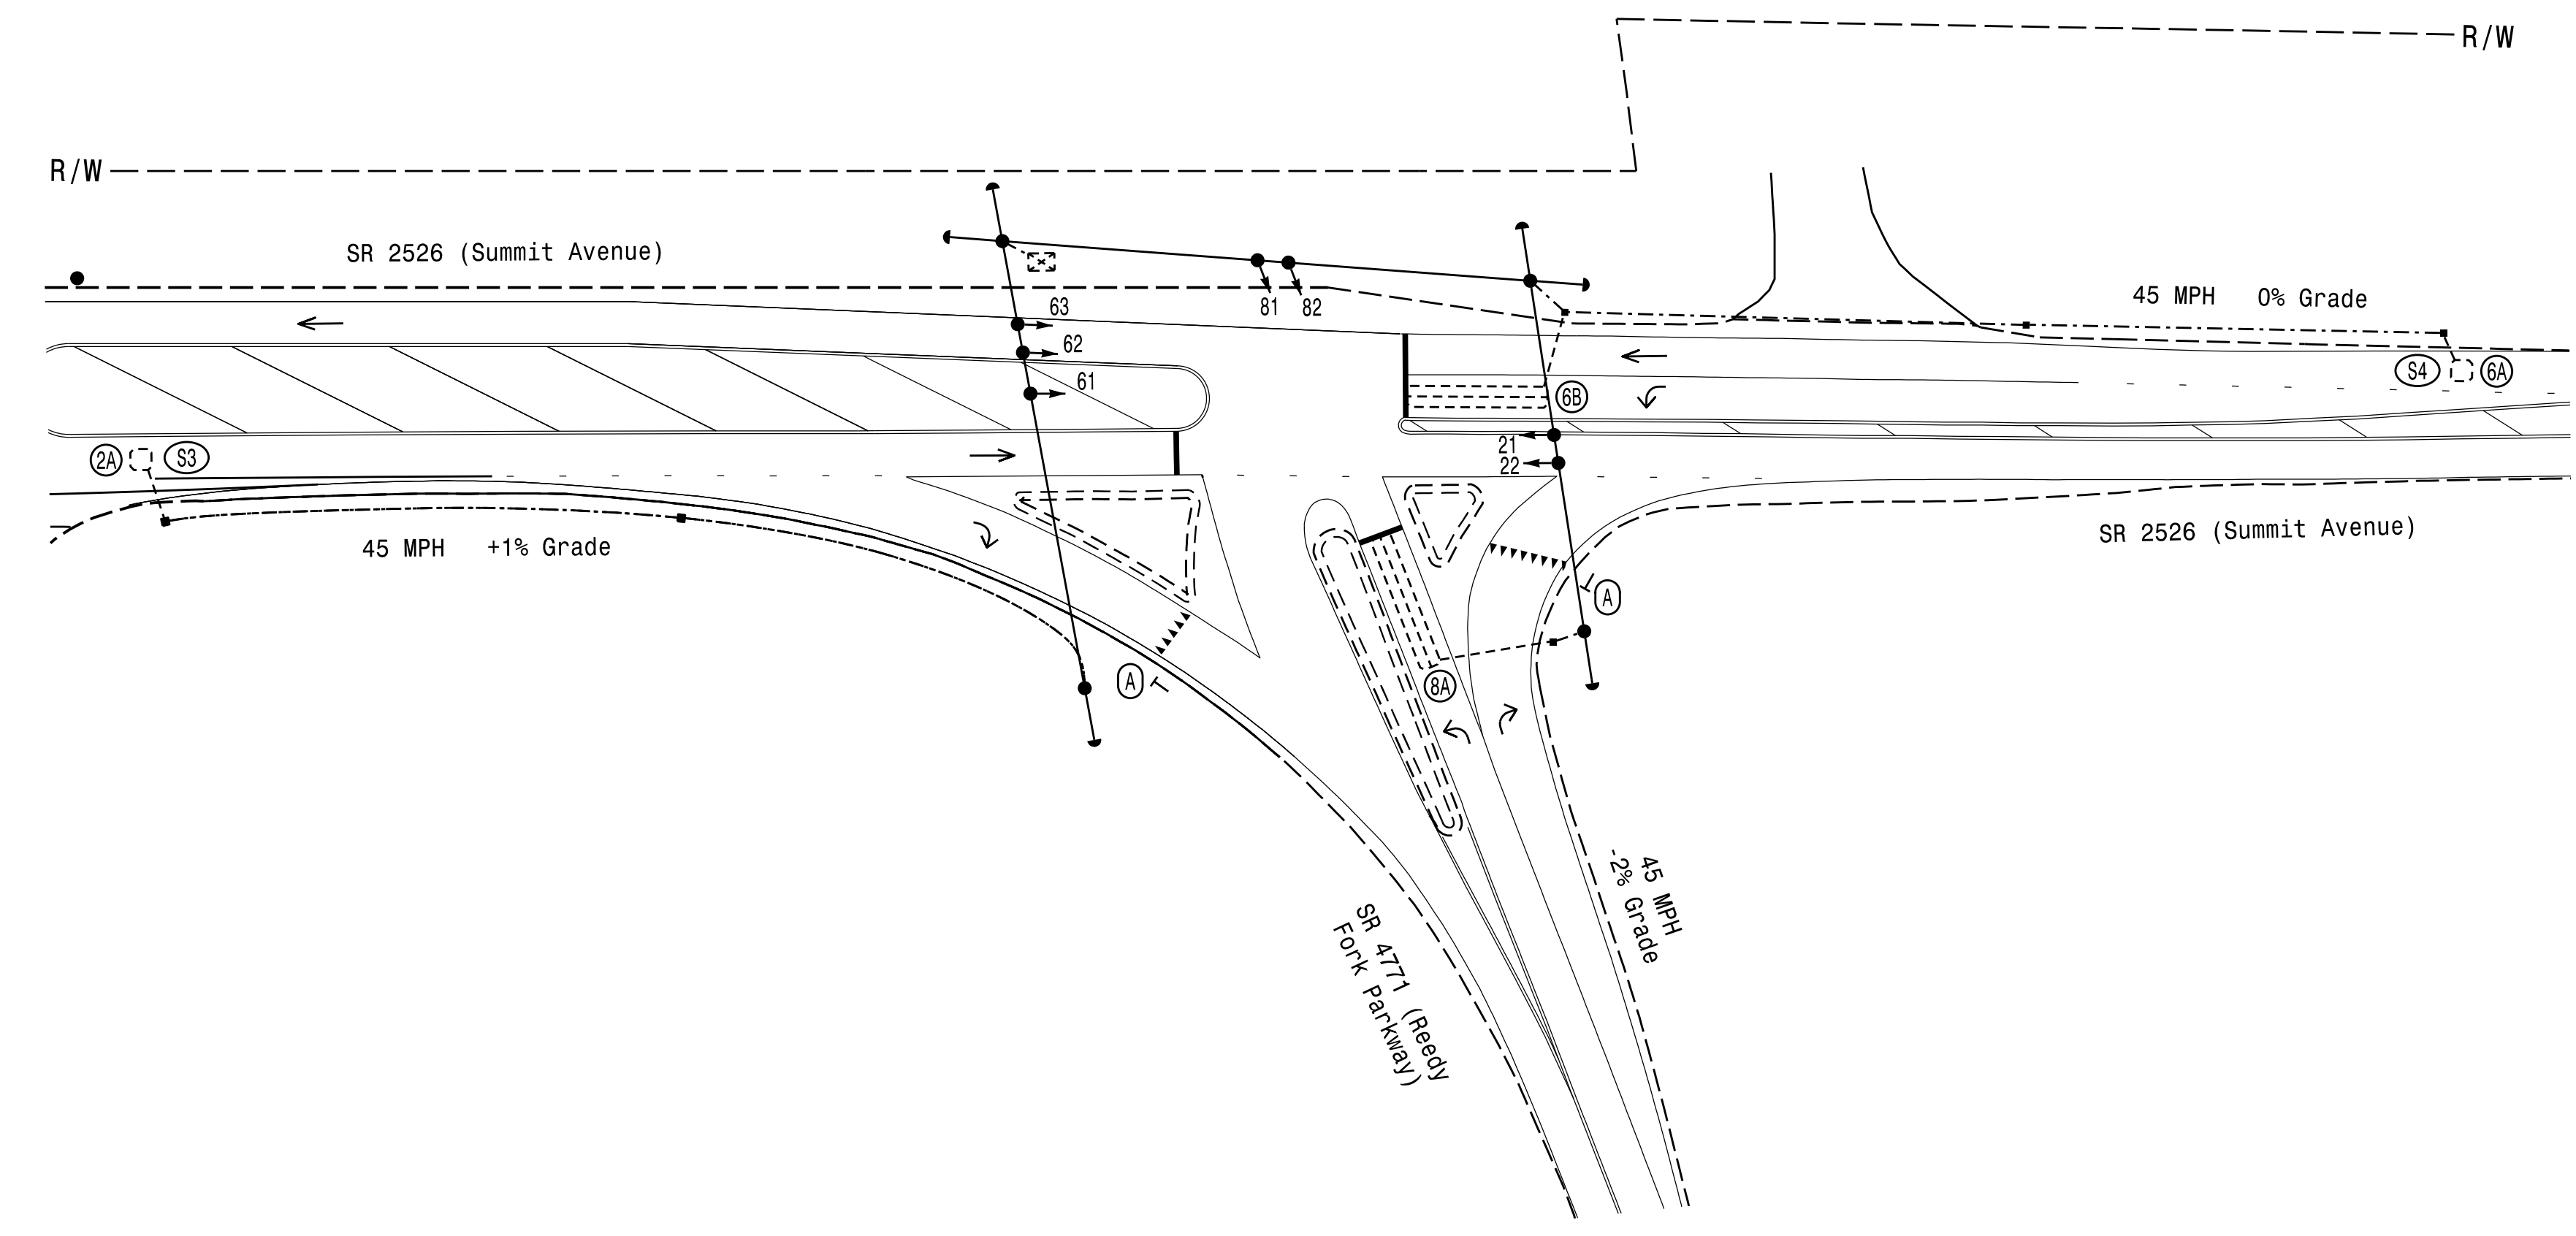 R/W
R/W
SR 2526 (Summit Avenue)
63
62
61
81
82
45 MPH 0% Grade
S4
6A
6B
21
22
2A
S3
45 MPH +1% Grade
SR 2526 (Summit Avenue)
A
A
8A
45 MPH
-2% Grade
SR 4771 (Reedy
Fork Parkway)